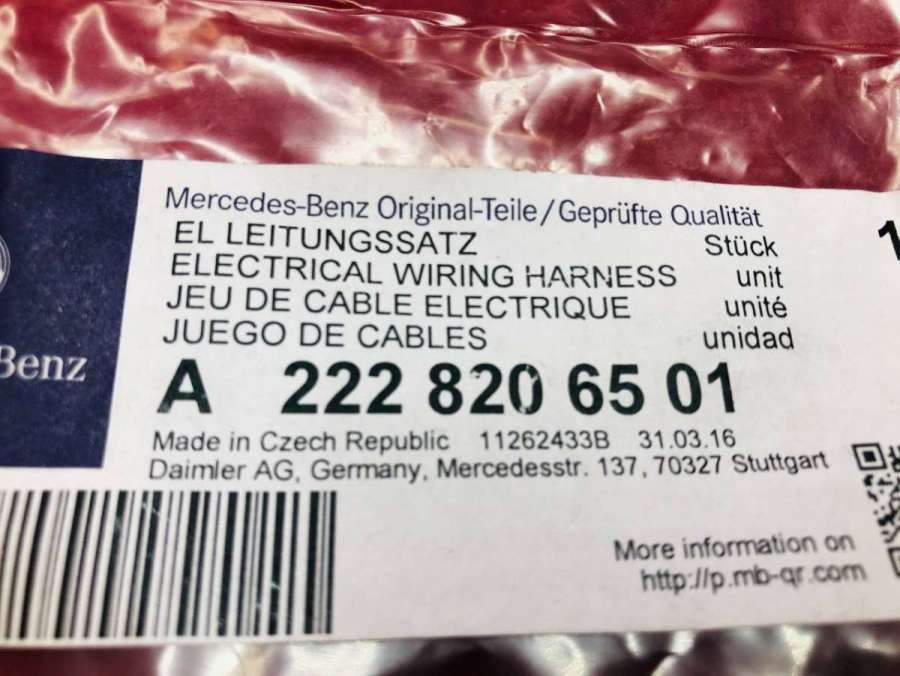 Mercedes-Benz Original-Teile/Geprüfte Qualität
EL LEITUNGSSATZ Stück 1
ELECTRICAL WIRING HARNESS unit
JEU DE CABLE ELECTRIQUE unité
JUEGO DE CABLES unidad
Benz
A 222 820 65 01
Made in Czech Republic 11262433B 31.03.16
Daimler AG, Germany, Mercedesstr. 137, 70327 Stuttgart
More information on
http://p.mb-qr.com